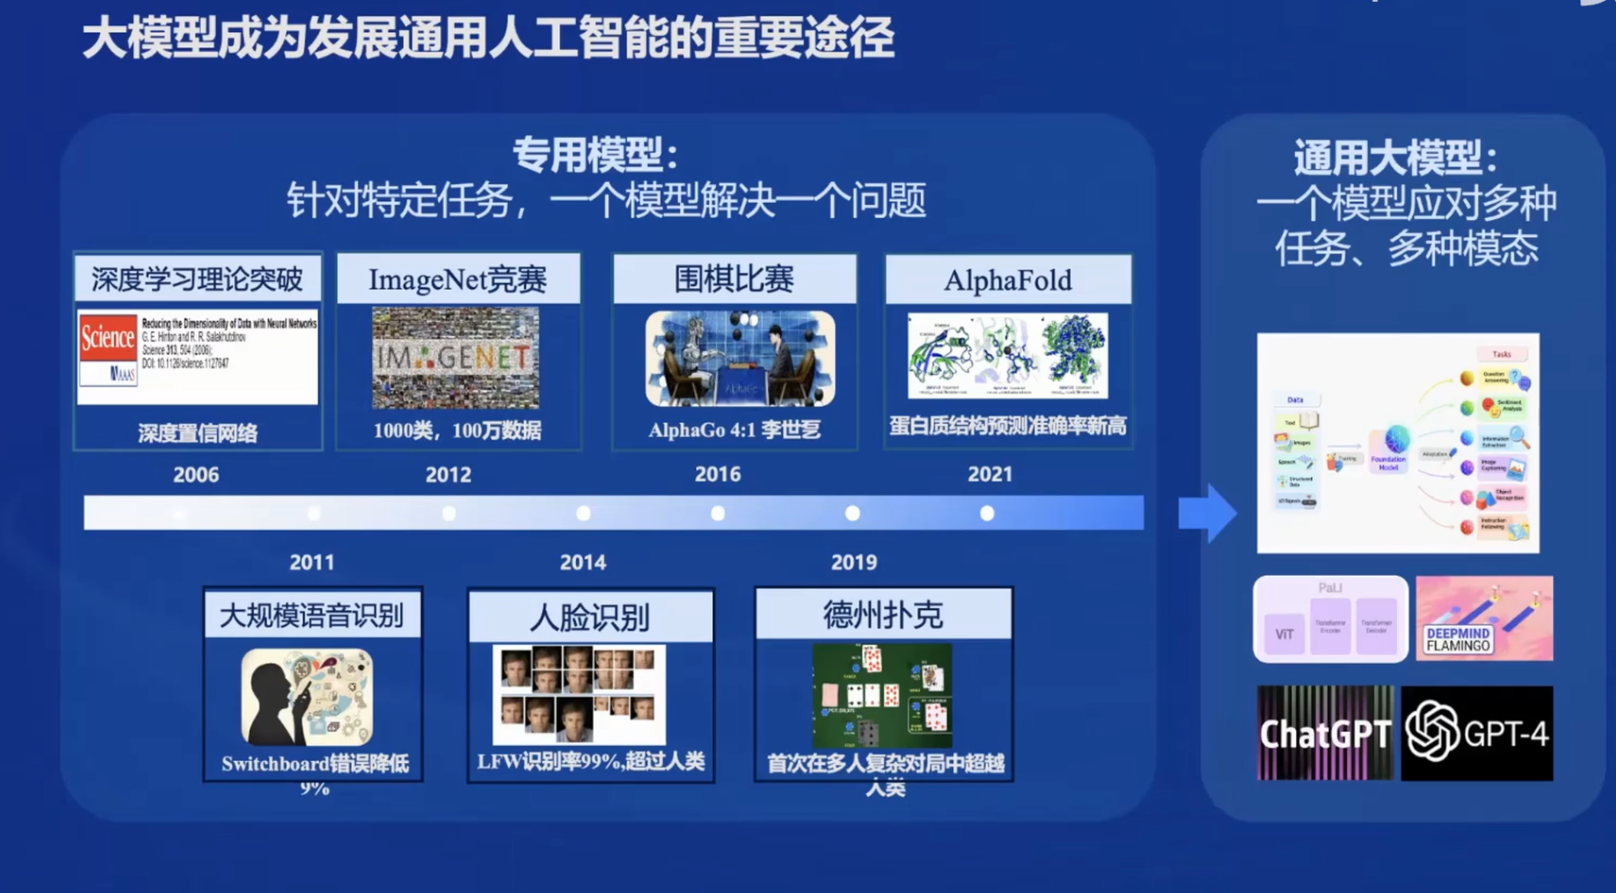 大模型成为发展通用人工智能的重要途径
专用模型：
针对特定任务，一个模型解决一个问题
深度学习理论突破
Science
AAAS
Reducing the Dimensionality of Data with Neural Networks
G. E. Hinton and R. R. Salakhutdinov
Science 313, 504 (2006);
DOI: 10.1126/science.1127647
深度置信网络
2006
ImageNet竞赛
IMAGENET
1000类，100万数据
2012
围棋比赛
AlphaGo
AlphaGo 4:1 李世乭
2016
AlphaFold
蛋白质结构预测准确率新高
2021
2011
大规模语音识别
Switchboard错误降低
9%
2014
人脸识别
LFW识别率99%,超过人类
2019
德州扑克
首次在多人复杂对局中超越
人类
通用大模型：
一个模型应对多种
任务、多种模态
Data
Text
Images
Speech
Structured
Data
3D Signals
Training
Foundation
Model
Adaptation
Tasks
Question
Answering
Sentiment
Analysis
Information
Extraction
Image
Captioning
Object
Recognition
Instruction
Following
PaLI
ViT
Transformer
Encoder
Transformer
Decoder
DEEPMIND
FLAMINGO
ChatGPT
GPT-4